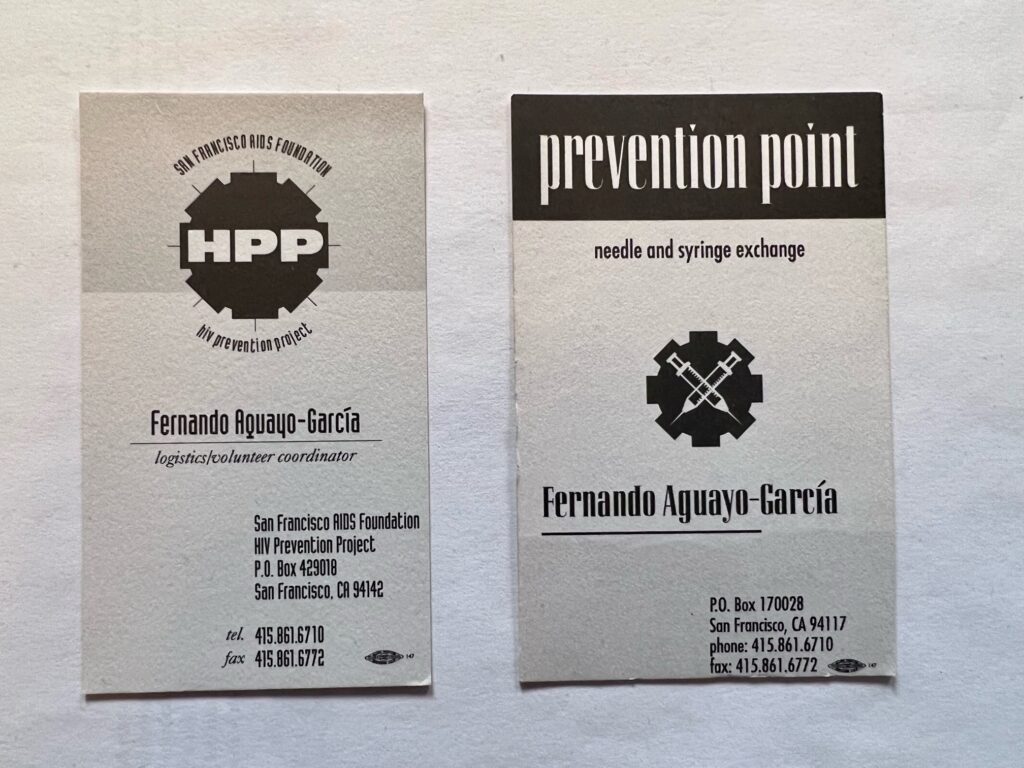 SAN FRANCISCO AIDS FOUNDATION
HPP
hiv prevention project
Fernando Aguayo-García
logistics/volunteer coordinator
San Francisco AIDS Foundation
HIV Prevention Project
P.O. Box 429018
San Francisco, CA 94142
tel. 415.861.6710
fax 415.861.6772
147
prevention point
needle and syringe exchange
Fernando Aguayo-García
P.O. Box 170028
San Francisco, CA 94117
phone: 415.861.6710
fax: 415.861.6772
147